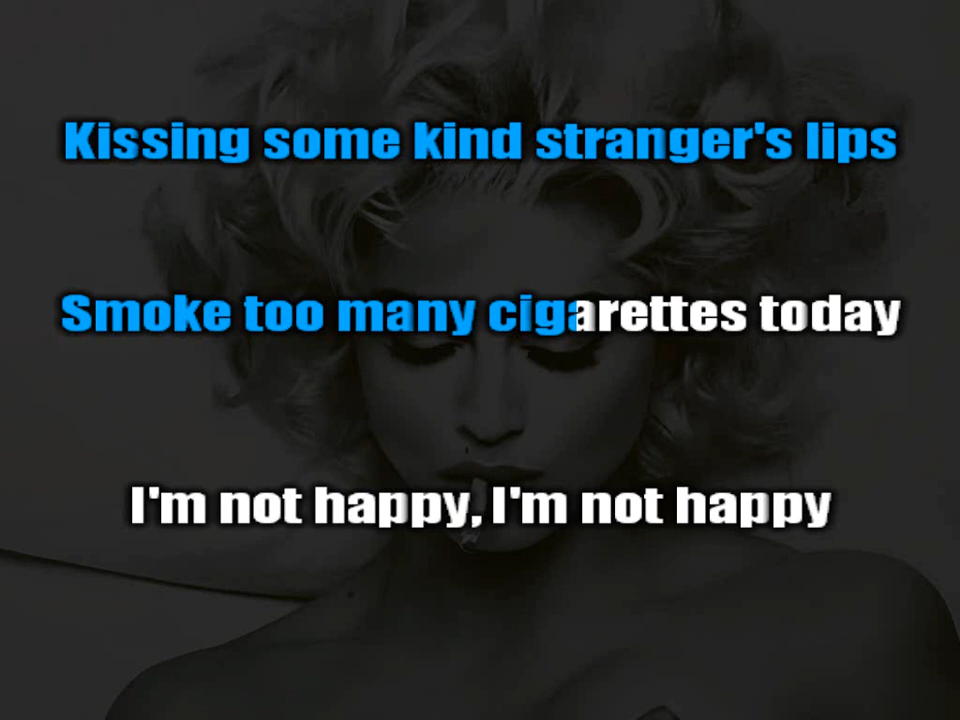 Kissing some kind stranger's lips
Smoke too many cigarettes today
I'm not happy, I'm not happy